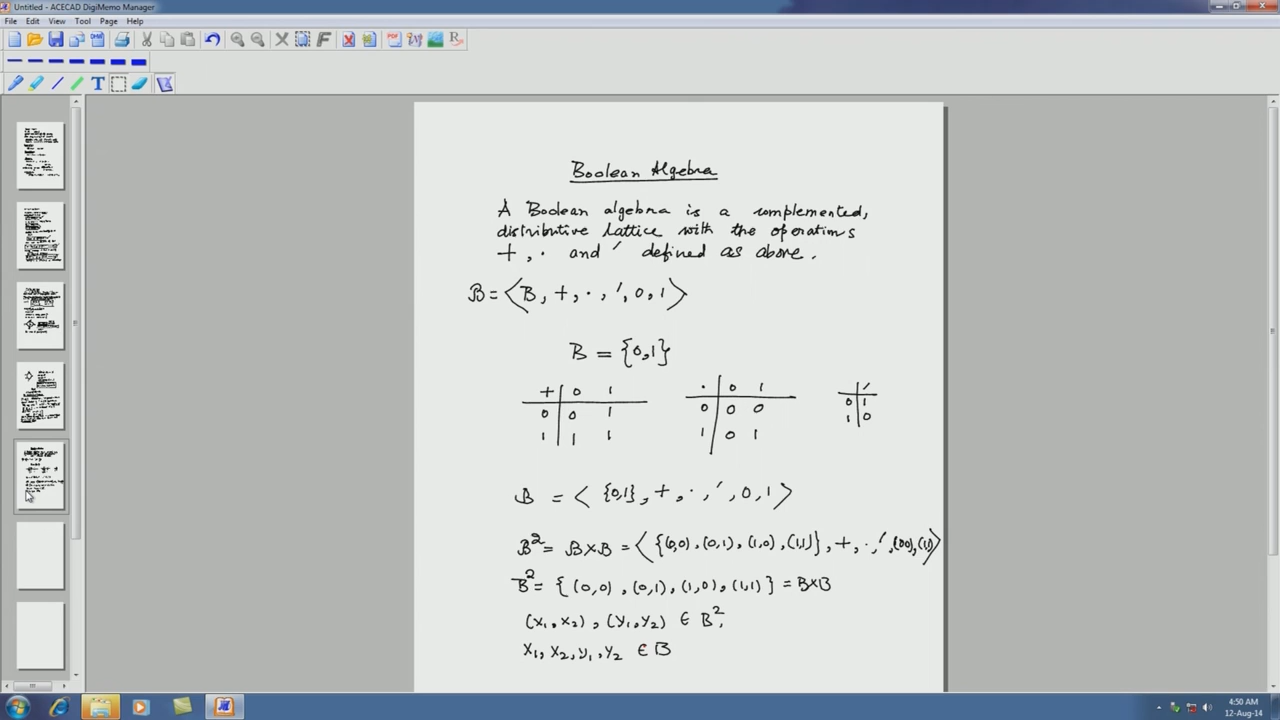 Untitled - ACECAD DigiMemo Manager
File Edit View Tool Page Help
Boolean Algebra
A Boolean algebra is a complemented,
distributive lattice with the operations
+, · and ′ defined as above.
B = ⟨B, +, ·, ′, 0, 1⟩
B = {0,1}
+ 0 1 · 0 1 ′
0 0 1 0 0 0 0 1
1 1 1 1 0 1 1 0
B = ⟨{0,1}, +, ·, ′, 0, 1⟩
B² = B×B = ⟨{(0,0), (0,1), (1,0), (1,1)}, +, ·, ′, (00), (11)⟩
B² = {(0,0), (0,1), (1,0), (1,1)} = B×B
(x₁, x₂), (y₁, y₂) ∈ B²,
x₁, x₂, y₁, y₂ ∈ B
4:50 AM
12-Aug-14